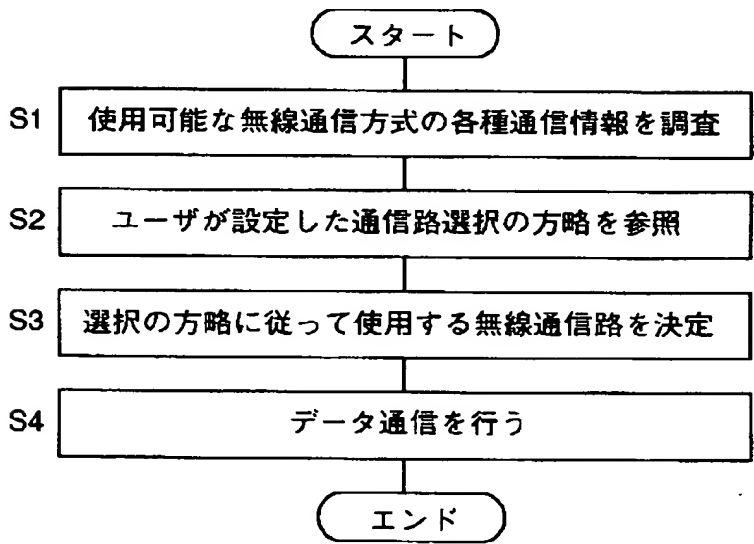 スタート
S1 使用可能な無線通信方式の各種通信情報を調査
S2 ユーザが設定した通信路選択の方略を参照
S3 選択の方略に従って使用する無線通信路を決定
S4 データ通信を行う
エンド